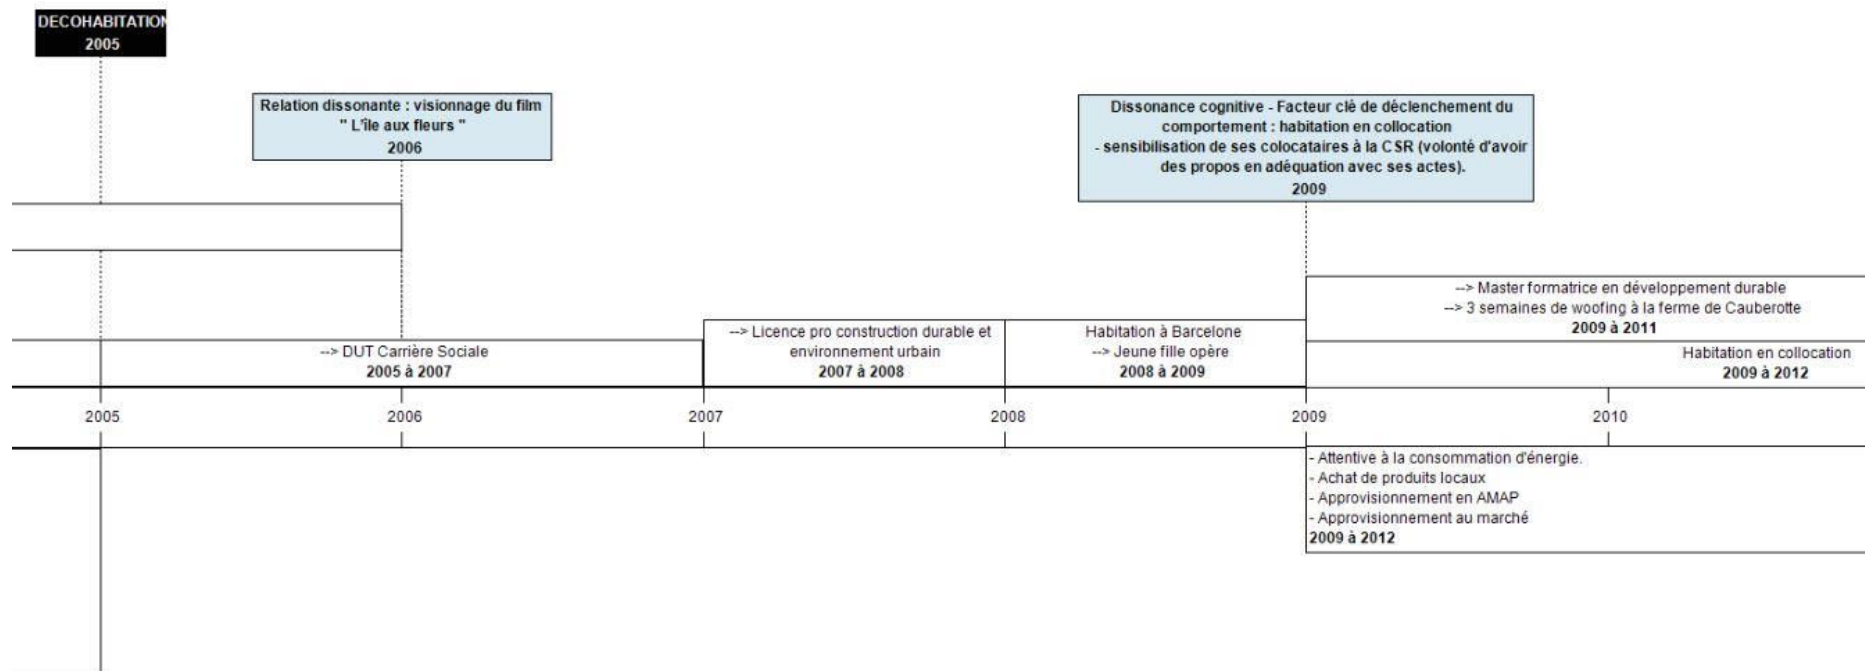 DECOHABITATION
2005
Relation dissonante : visionnage du film
" L'île aux fleurs "
2006
Dissonance cognitive - Facteur clé de déclenchement du
comportement : habitation en collocation
- sensibilisation de ses colocataires à la CSR (volonté d'avoir
des propos en adéquation avec ses actes).
2009
--> Master formatrice en développement durable
--> 3 semaines de woofing à la ferme de Cauberotte
2009 à 2011
--> DUT Carrière Sociale
2005 à 2007
--> Licence pro construction durable et
environnement urbain
2007 à 2008
Habitation à Barcelone
--> Jeune fille opère
2008 à 2009
Habitation en collocation
2009 à 2012
2005
2006
2007
2008
2009
2010
- Attentive à la consommation d'énergie.
- Achat de produits locaux
- Approvisionnement en AMAP
- Approvisionnement au marché
2009 à 2012